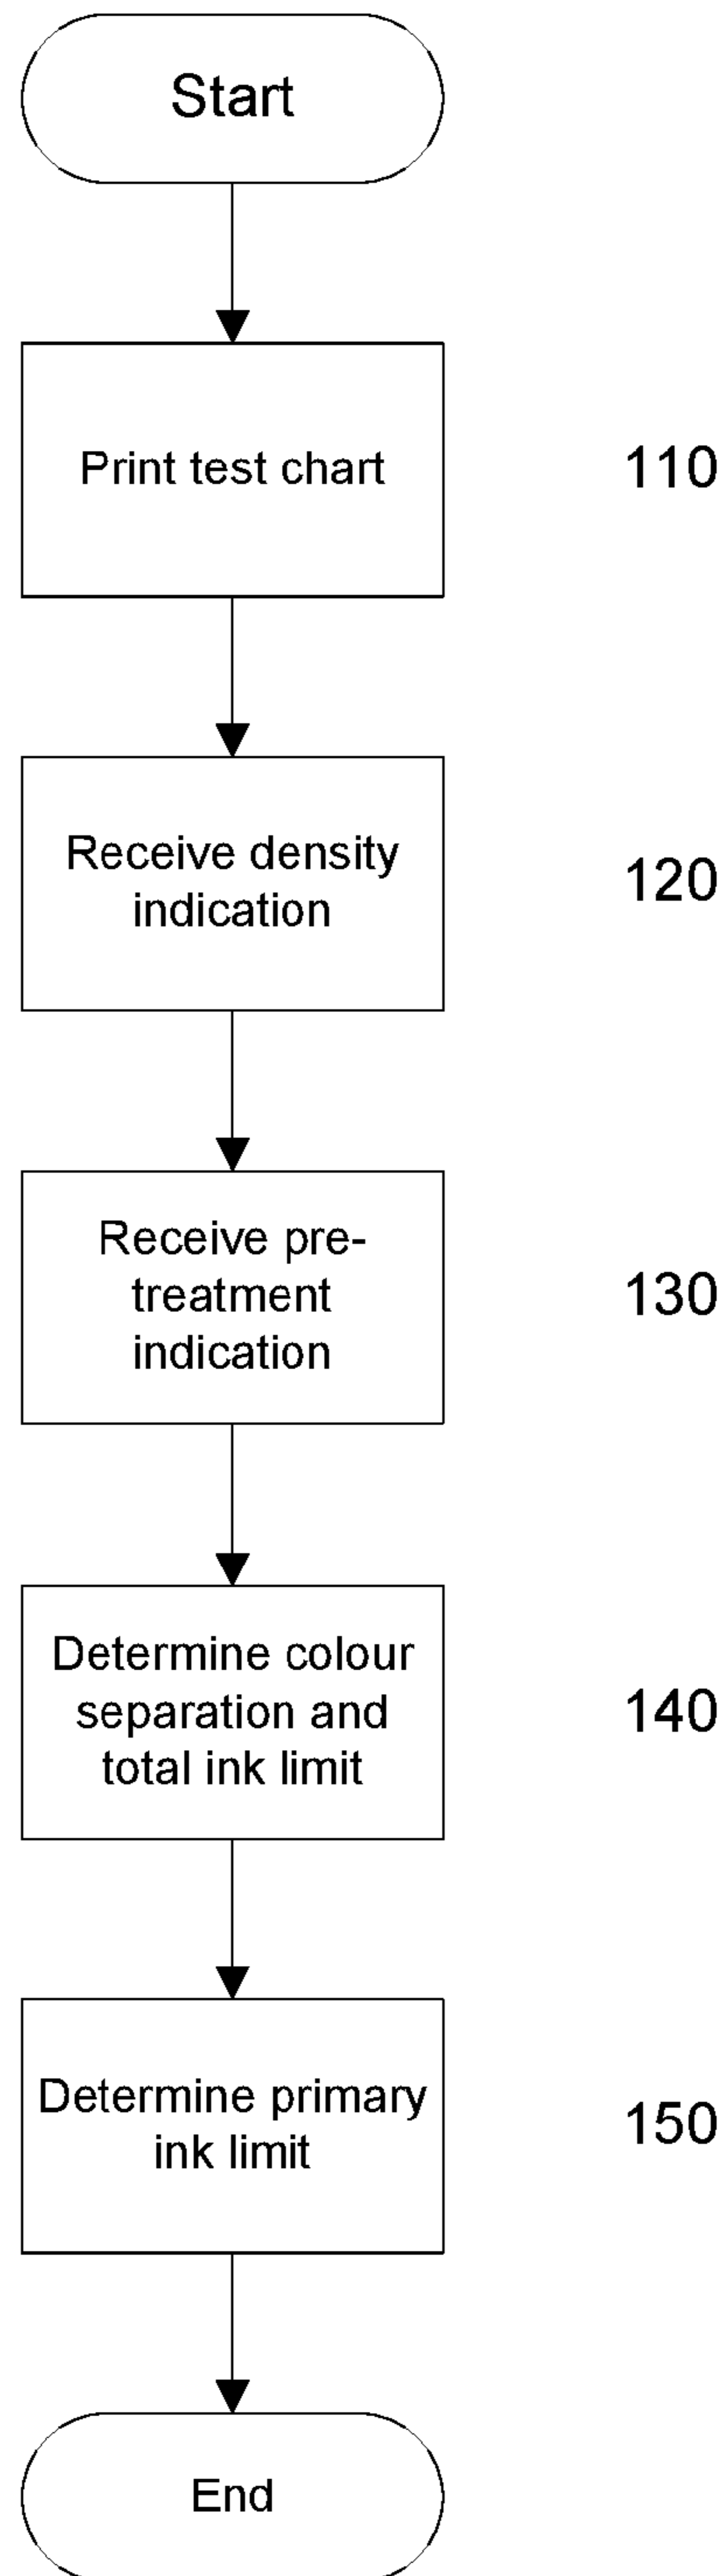 Start
Print test chart
110
Receive density
indication
120
Receive pre-
treatment
indication
130
Determine colour
separation and
total ink limit
140
Determine primary
ink limit
150
End